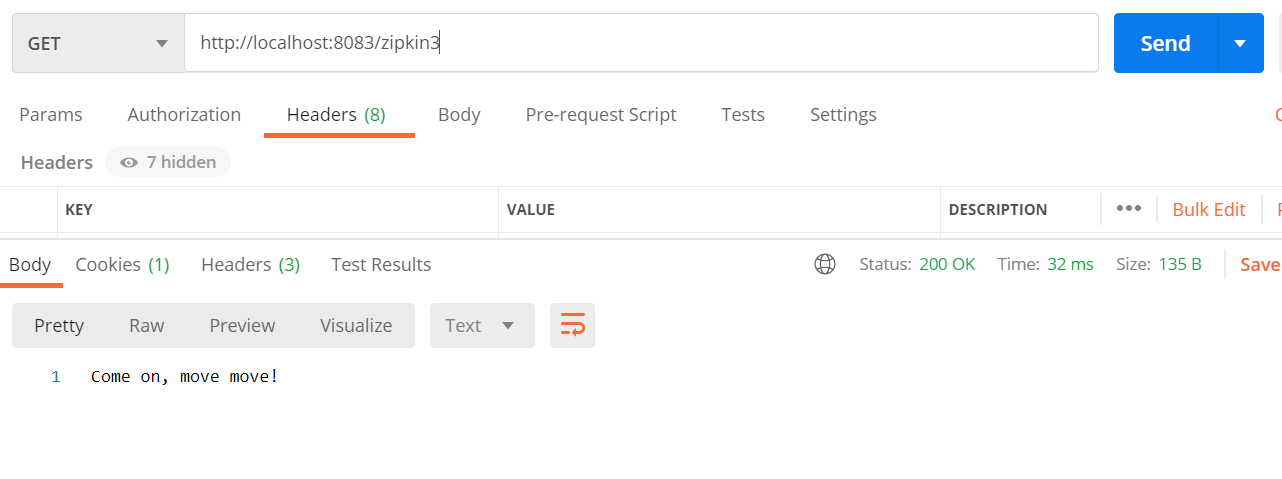 GET http://localhost:8083/zipkin3 Send
Params Authorization Headers (8) Body Pre-request Script Tests Settings
Headers 7 hidden
KEY VALUE DESCRIPTION ••• Bulk Edit
Body Cookies (1) Headers (3) Test Results Status: 200 OK Time: 32 ms Size: 135 B Save
Pretty Raw Preview Visualize Text
1 Come on, move move!